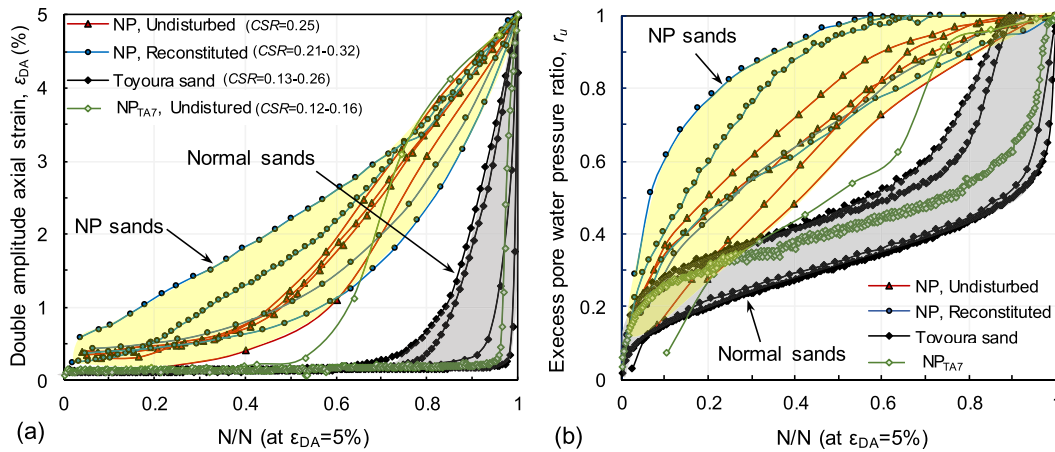 (a)
Double amplitude axial strain, εDA(%)
5
4
3
2
1
0
0
0.2
0.4
0.6
0.8
1
N/N (at εDA=5%)
NP, Undisturbed (CSR=0.25)
NP, Reconstituted (CSR=0.21-0.32)
Toyoura sand (CSR=0.13-0.26)
NPTA7, Undistured (CSR=0.12-0.16)
Normal sands
NP sands
(b)
Excess pore water pressure ratio, ru
1
0.8
0.6
0.4
0.2
0
0
0.2
0.4
0.6
0.8
1
N/N (at εDA=5%)
NP sands
NP, Undisturbed
NP, Reconstituted
Toyoura sand
NPTA7
Normal sands